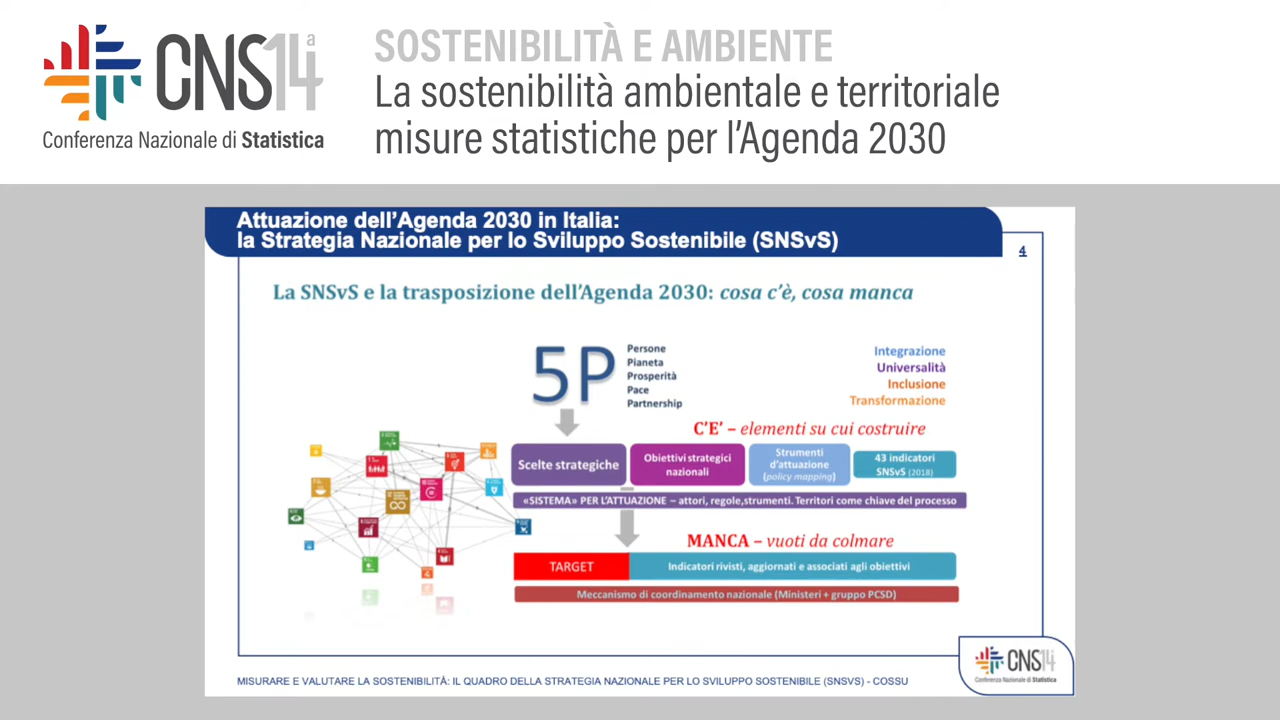 CNS14a
Conferenza Nazionale di Statistica
SOSTENIBILITÀ E AMBIENTE
La sostenibilità ambientale e territoriale
misure statistiche per l'Agenda 2030
Attuazione dell'Agenda 2030 in Italia:
la Strategia Nazionale per lo Sviluppo Sostenibile (SNSvS)
4
La SNSvS e la trasposizione dell'Agenda 2030: cosa c'è, cosa manca
5P
Persone
Pianeta
Prosperità
Pace
Partnership
Integrazione
Universalità
Inclusione
Transformazione
C'E' – elementi su cui costruire
Scelte strategiche
Obiettivi strategici
nazionali
Strumenti
d'attuazione
(policy mapping)
43 indicatori
SNSvS (2018)
«SISTEMA» PER L'ATTUAZIONE – attori, regole,strumenti. Territori come chiave del processo
MANCA – vuoti da colmare
TARGET
Indicatori rivisti, aggiornati e associati agli obiettivi
Meccanismo di coordinamento nazionale (Ministeri + gruppo PCSD)
MISURARE E VALUTARE LA SOSTENIBILITÀ: IL QUADRO DELLA STRATEGIA NAZIONALE PER LO SVILUPPO SOSTENIBILE (SNSVS) - COSSU
CNS14
Conferenza Nazionale di Statistica